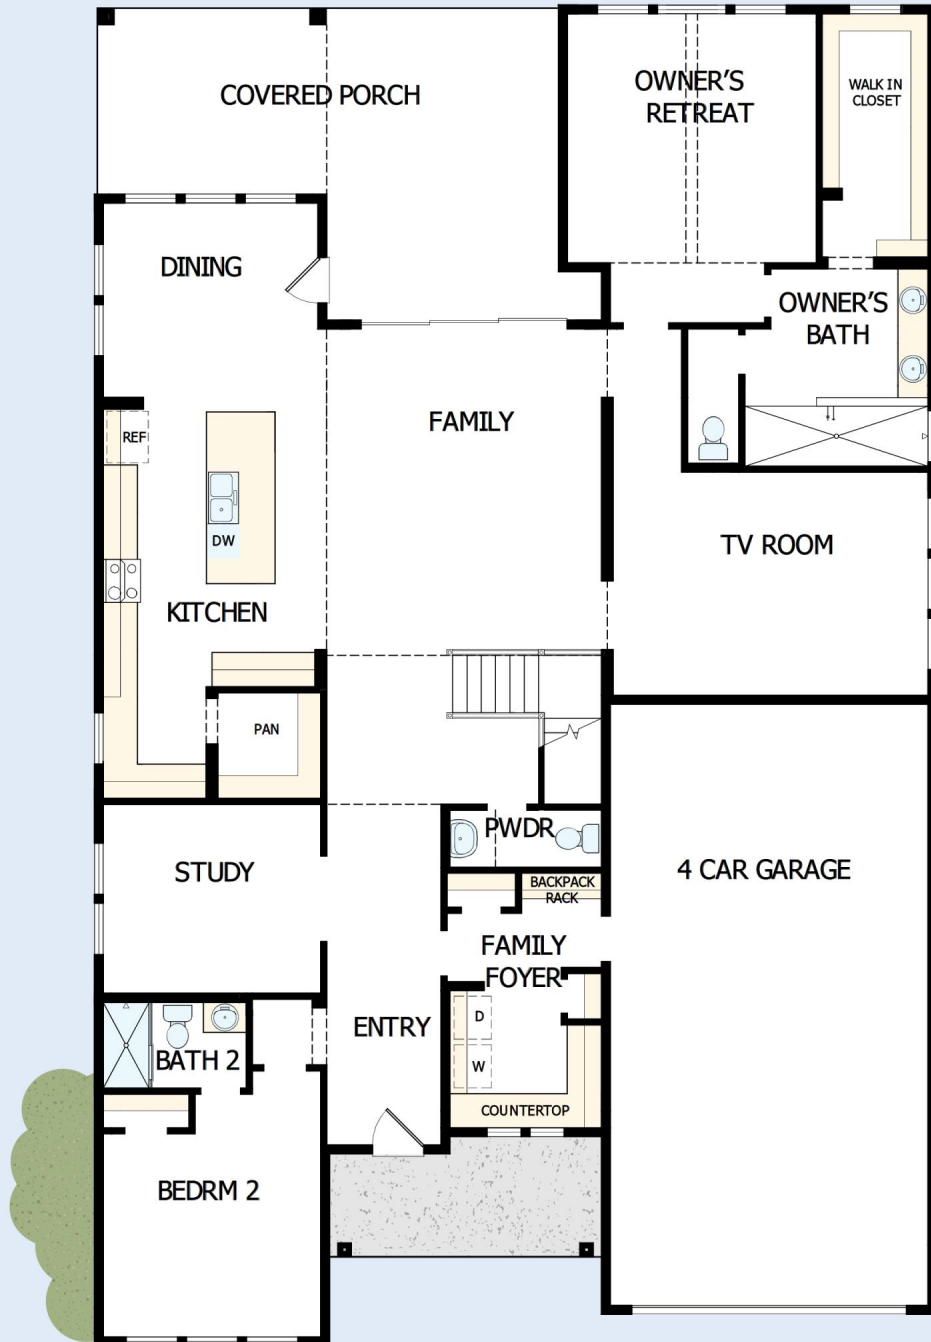 COVERED PORCH
OWNER'S
RETREAT
WALK IN
CLOSET
DINING
OWNER'S
BATH
REF
FAMILY
DW
TV ROOM
KITCHEN
PAN
PWDR
STUDY
4 CAR GARAGE
BACKPACK
RACK
FAMILY
FOYER
D
ENTRY
BATH 2
W
COUNTERTOP
BEDRM 2